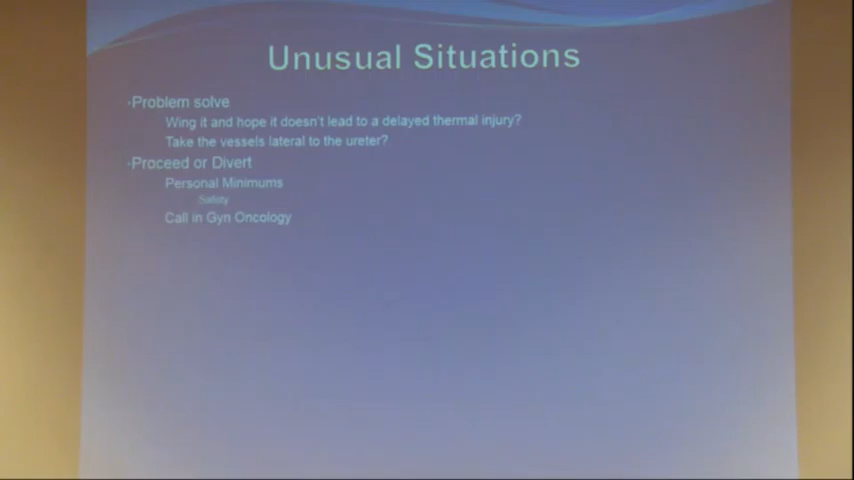 Unusual Situations
•Problem solve
Wing it and hope it doesn't lead to a delayed thermal injury?
Take the vessels lateral to the ureter?
•Proceed or Divert
Personal Minimums
Safety
Call in Gyn Oncology